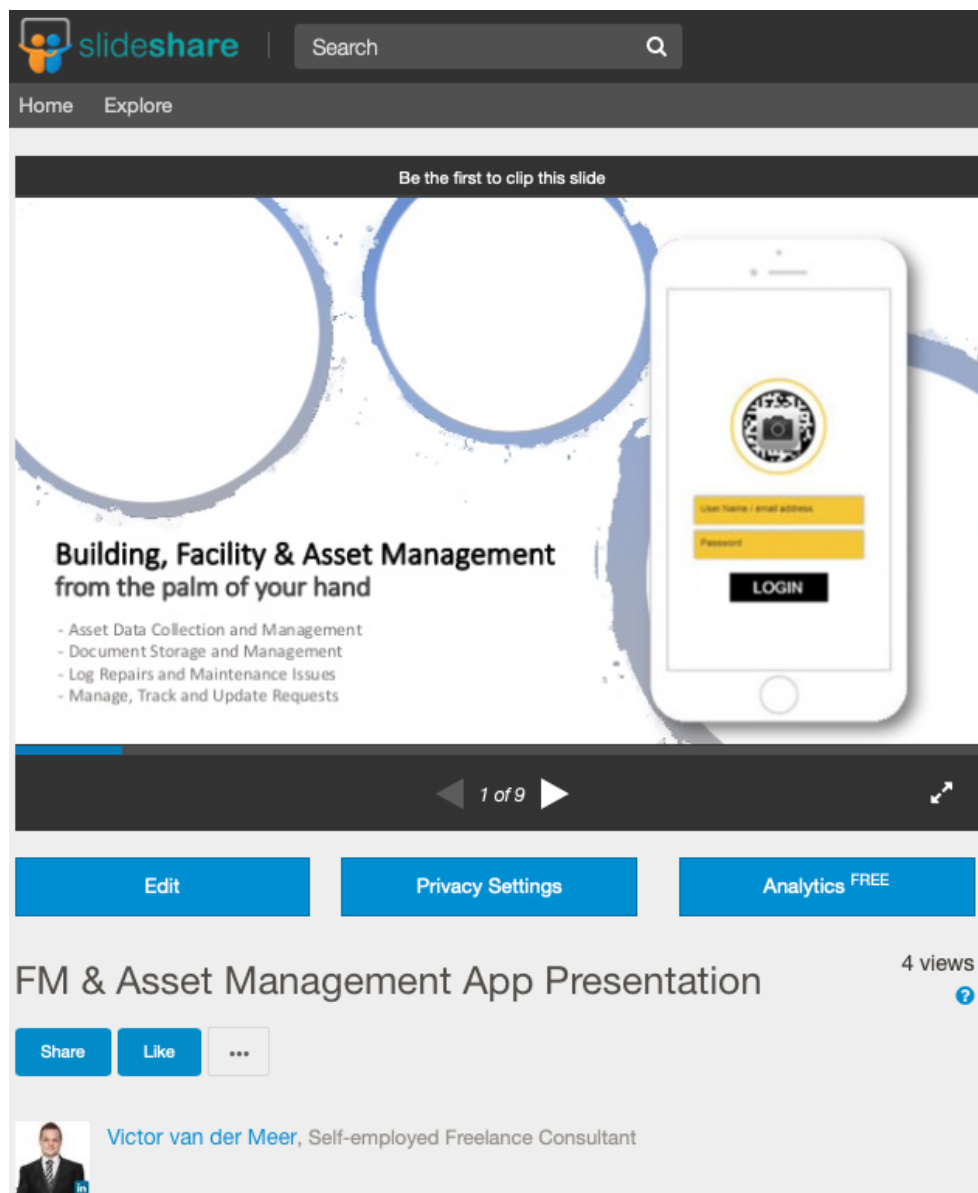 slideshare
Search
Home Explore
Be the first to clip this slide
User Name / email address
Password
LOGIN
Building, Facility & Asset Management
from the palm of your hand
- Asset Data Collection and Management
- Document Storage and Management
- Log Repairs and Maintenance Issues
- Manage, Track and Update Requests
1 of 9
Edit Privacy Settings Analytics FREE
FM & Asset Management App Presentation
4 views
?
Share Like •••
Victor van der Meer, Self-employed Freelance Consultant
in